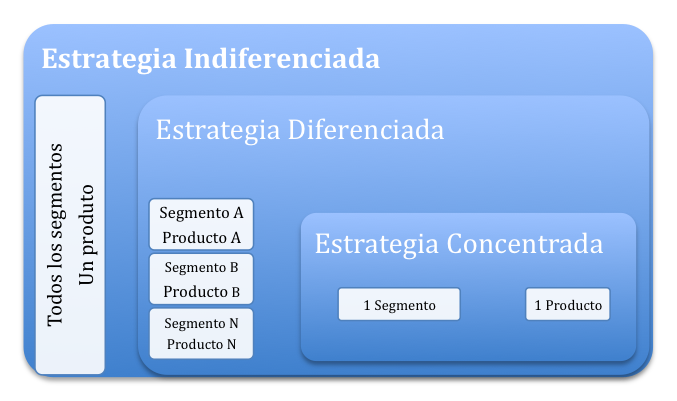 Estrategia Indiferenciada
Todos los segmentos
Un produto
Estrategia Diferenciada
Segmento A
Producto A
Segmento B
Producto B
Segmento N
Producto N
Estrategia Concentrada
1 Segmento
1 Producto